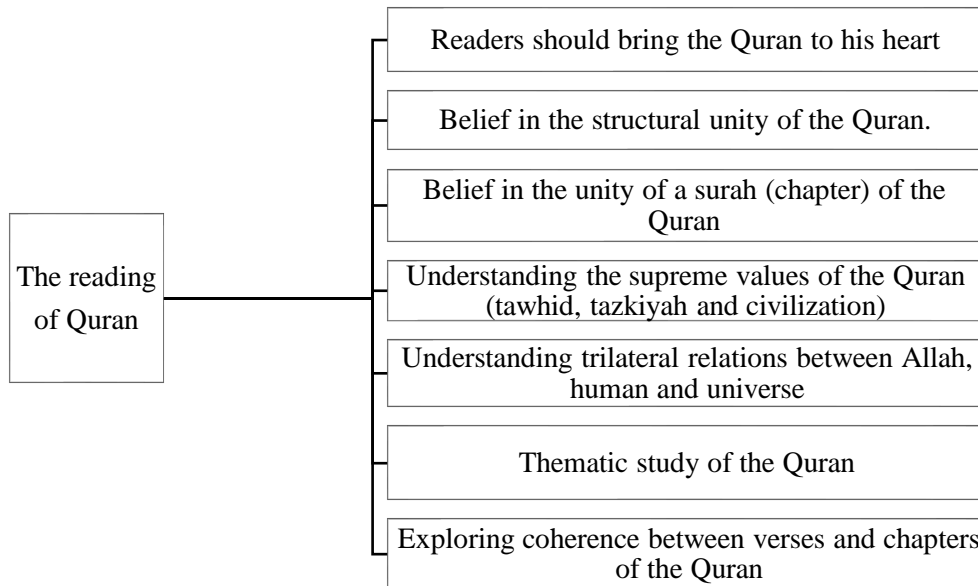 The reading
of Quran
Readers should bring the Quran to his heart
Belief in the structural unity of the Quran.
Belief in the unity of a surah (chapter) of the
Quran
Understanding the supreme values of the Quran
(tawhid, tazkiyah and civilization)
Understanding trilateral relations between Allah,
human and universe
Thematic study of the Quran
Exploring coherence between verses and chapters
of the Quran